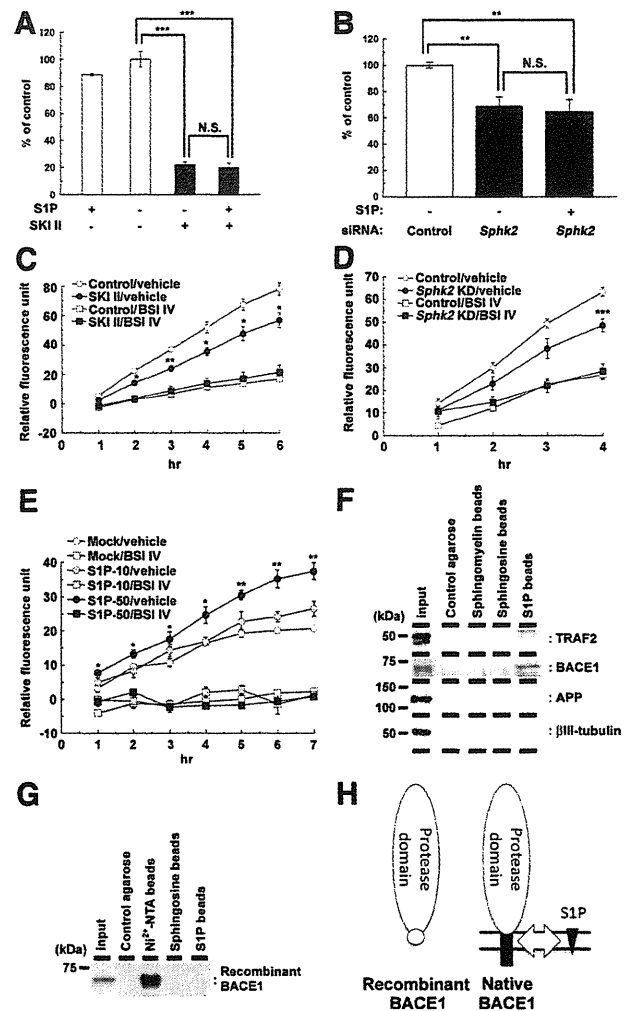 A
***
***
N.S.
% of control
120
100
80
60
40
20
0
S1P + - - +
SKI II - - + +
B
**
**
N.S.
% of control
120
100
80
60
40
20
0
S1P: - - +
siRNA: Control Sphk2 Sphk2
C
Control/vehicle
SKI II/vehicle
Control/BSI IV
SKI II/BSI IV
Relative fluorescence unit
80
60
40
20
0
-20
* ** * * *
0 1 2 3 4 5 6
hr
D
Control/vehicle
Sphk2 KD/vehicle
Control/BSI IV
Sphk2 KD/BSI IV
Relative fluorescence unit
70
60
50
40
30
20
10
0
***
0 1 2 3 4
hr
E
Mock/vehicle
Mock/BSI IV
S1P-10/vehicle
S1P-10/BSI IV
S1P-50/vehicle
S1P-50/BSI IV
Relative fluorescence unit
40
30
20
10
0
-10
* * * * ** ** **
0 1 2 3 4 5 6 7
hr
F
Input
Control agarose
Sphingomyelin beads
Sphingosine beads
S1P beads
(kDa)
50 : TRAF2
75 : BACE1
150
100 : APP
50 : βIII-tubulin
G
Input
Control agarose
Ni²⁺-NTA beads
Sphingosine beads
S1P beads
(kDa)
75
: Recombinant
BACE1
H
Protease
domain
Protease
domain
S1P
Recombinant
BACE1
Native
BACE1